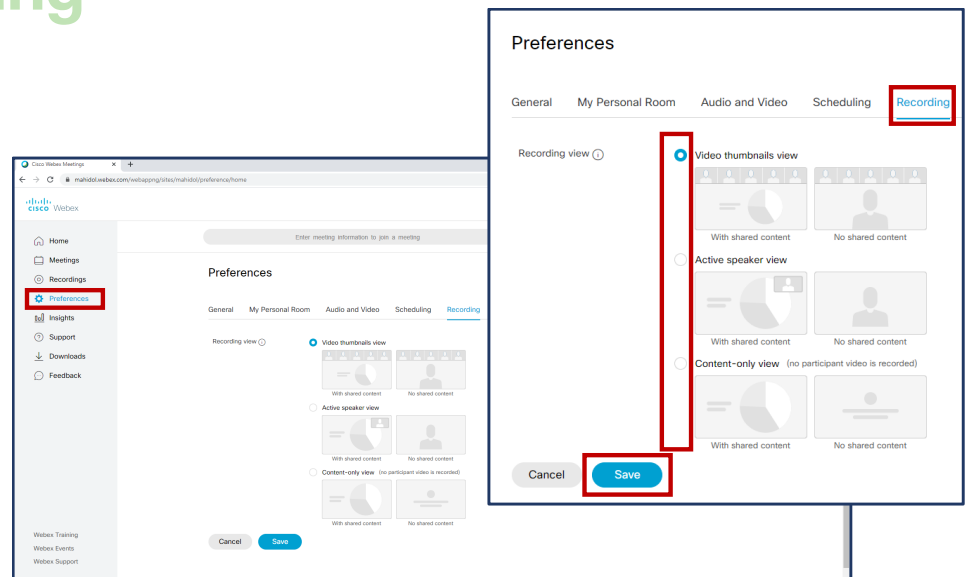 Preferences
General My Personal Room Audio and Video Scheduling Recording
Recording view
Video thumbnails view
With shared content No shared content
Active speaker view
With shared content No shared content
Content-only view (no participant video is recorded)
With shared content No shared content
Cancel Save
Cisco Webex Meetings
mahidol.webex.com/webappng/sites/mahidol/preference/home
CISCO Webex
Enter meeting information to join a meeting
Home
Meetings
Recordings
Preferences
Insights
Support
Downloads
Feedback
Webex Training
Webex Events
Webex Support
Preferences
General My Personal Room Audio and Video Scheduling Recording
Recording view
Video thumbnails view
With shared content No shared content
Active speaker view
With shared content No shared content
Content-only view (no participant video is recorded)
With shared content No shared content
Cancel Save